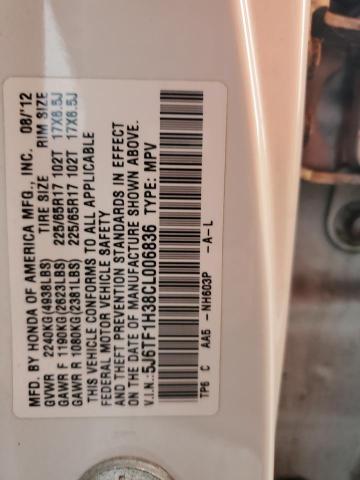 MFD. BY HONDA OF AMERICA MFG., INC. 08/'12
TIRE SIZE RIM SIZE
GVWR 2240KG(4938LBS)
GAWR F 1190KG(2623LBS) 225/65R17 102T 17X6.5J
GAWR R 1080KG(2381LBS) 225/65R17 102T 17X6.5J
THIS VEHICLE CONFORMS TO ALL APPLICABLE
FEDERAL MOTOR VEHICLE SAFETY
AND THEFT PREVENTION STANDARDS IN EFFECT
ON THE DATE OF MANUFACTURE SHOWN ABOVE.
V.I.N.: 5J6TF1H38CL006836 TYPE: MPV
TP6 C AA5 -NH603P -A-L